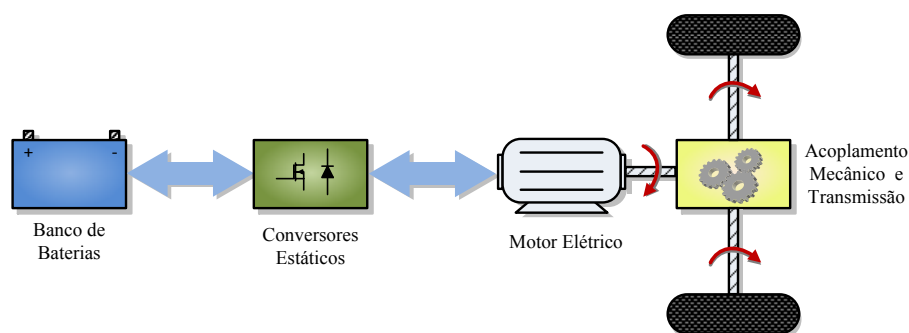 + -
Banco de
Baterias
Conversores
Estáticos
Motor Elétrico
Acoplamento
Mecânico e
Transmissão